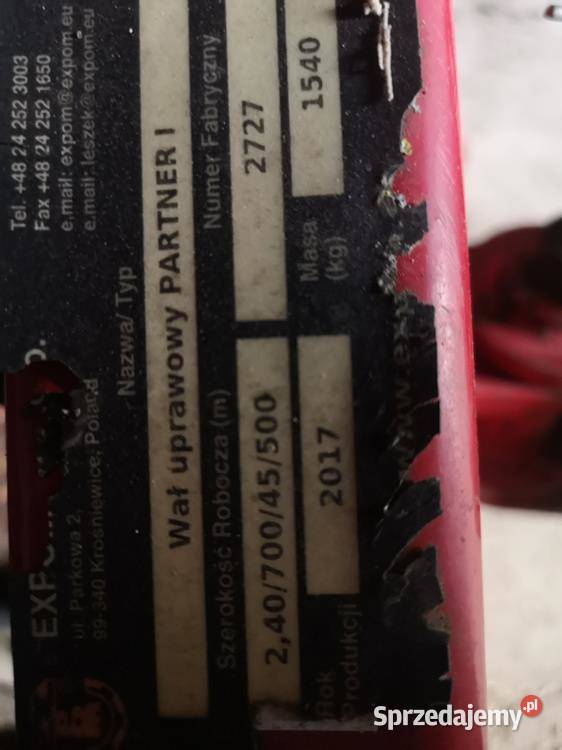 EXPOM
ul. Parkowa 2,
99-340 Krośniewice, Poland
Tel. +48 24 252 3003
Fax +48 24 252 1650
e.mail: expom@expom.eu
e.mail: leszek@expom.eu
Nazwa/ Typ
Wał uprawowy PARTNER I
Szerokość Robocza (m)
Numer Fabryczny
2,40/700/45/500
2727
Rok
Produkcji
2017
Masa
(kg)
1540
Sprzedajemy.pl